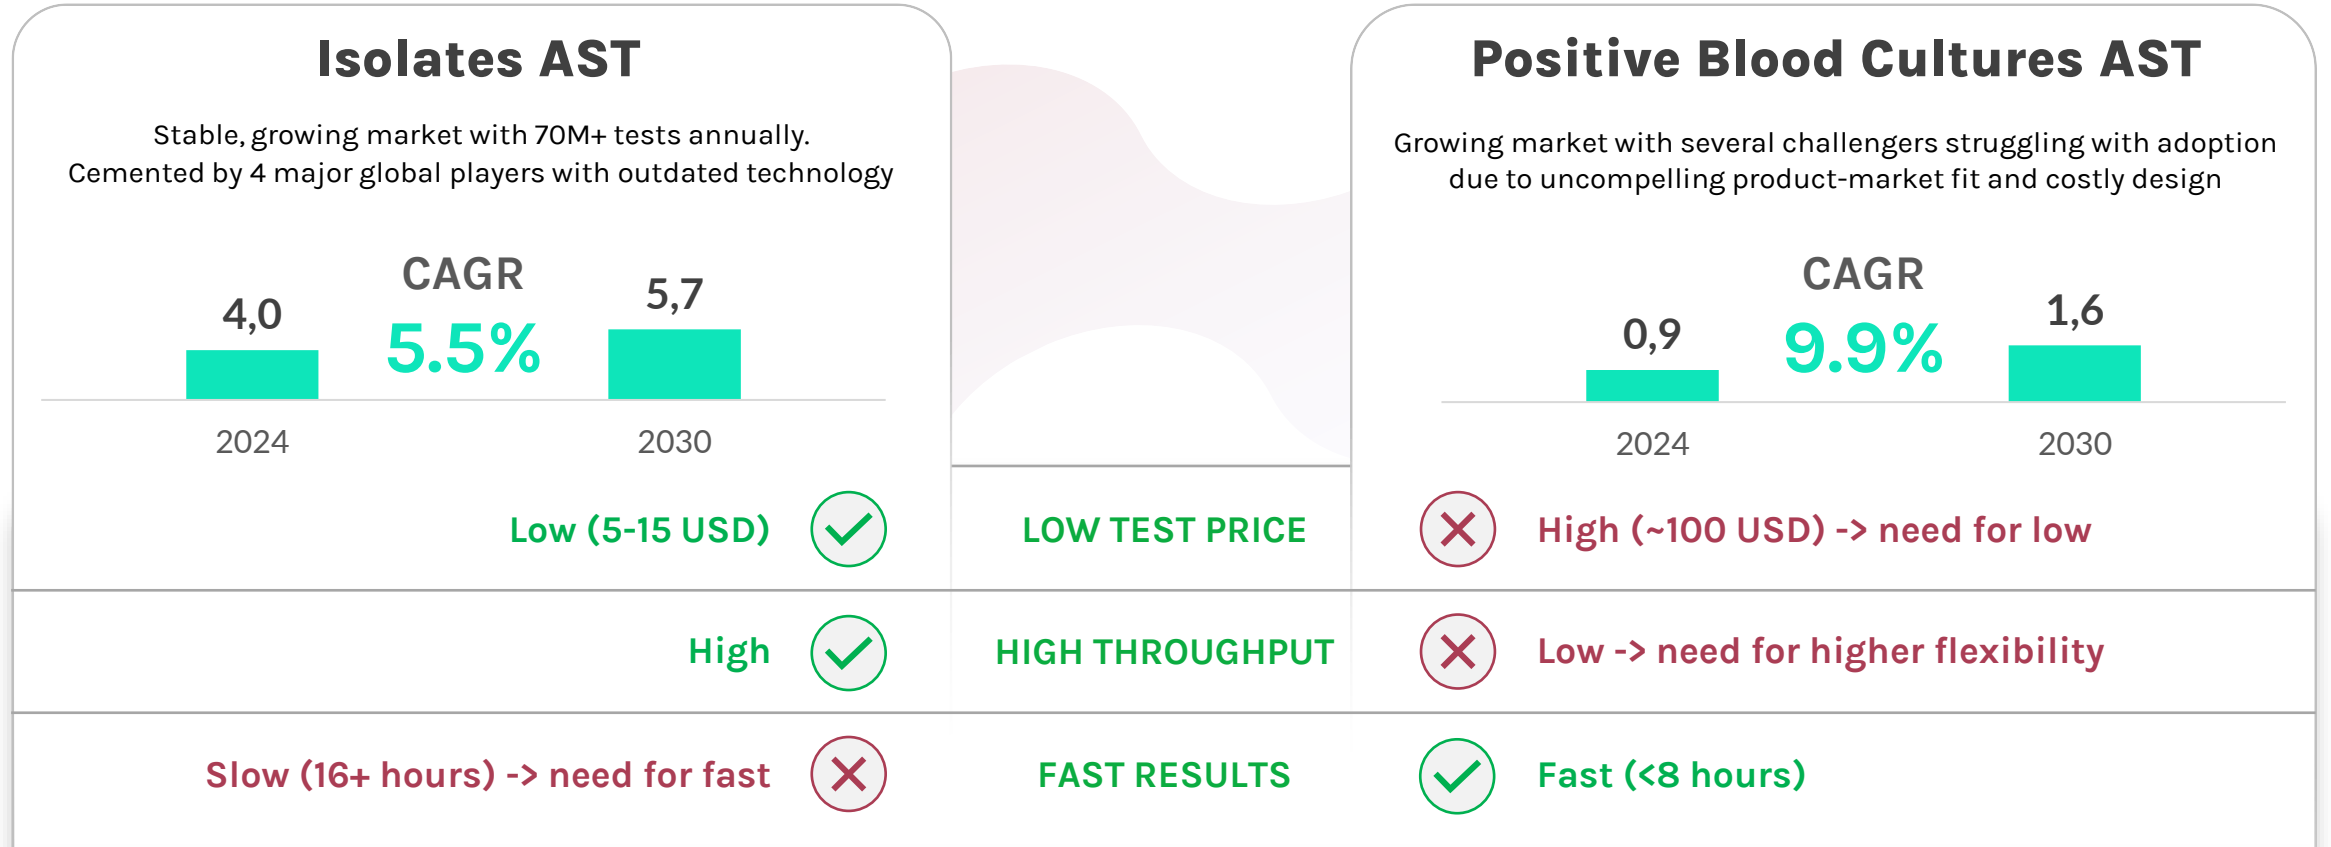 Isolates AST
Stable, growing market with 70M+ tests annually.
Cemented by 4 major global players with outdated technology
CAGR
5.5%
4,0
5,7
2024
2030
Positive Blood Cultures AST
Growing market with several challengers struggling with adoption
due to uncompelling product-market fit and costly design
CAGR
9.9%
0,9
1,6
2024
2030
Low (5-15 USD)
LOW TEST PRICE
High (~100 USD) -> need for low
High
HIGH THROUGHPUT
Low -> need for higher flexibility
Slow (16+ hours) -> need for fast
FAST RESULTS
Fast (<8 hours)